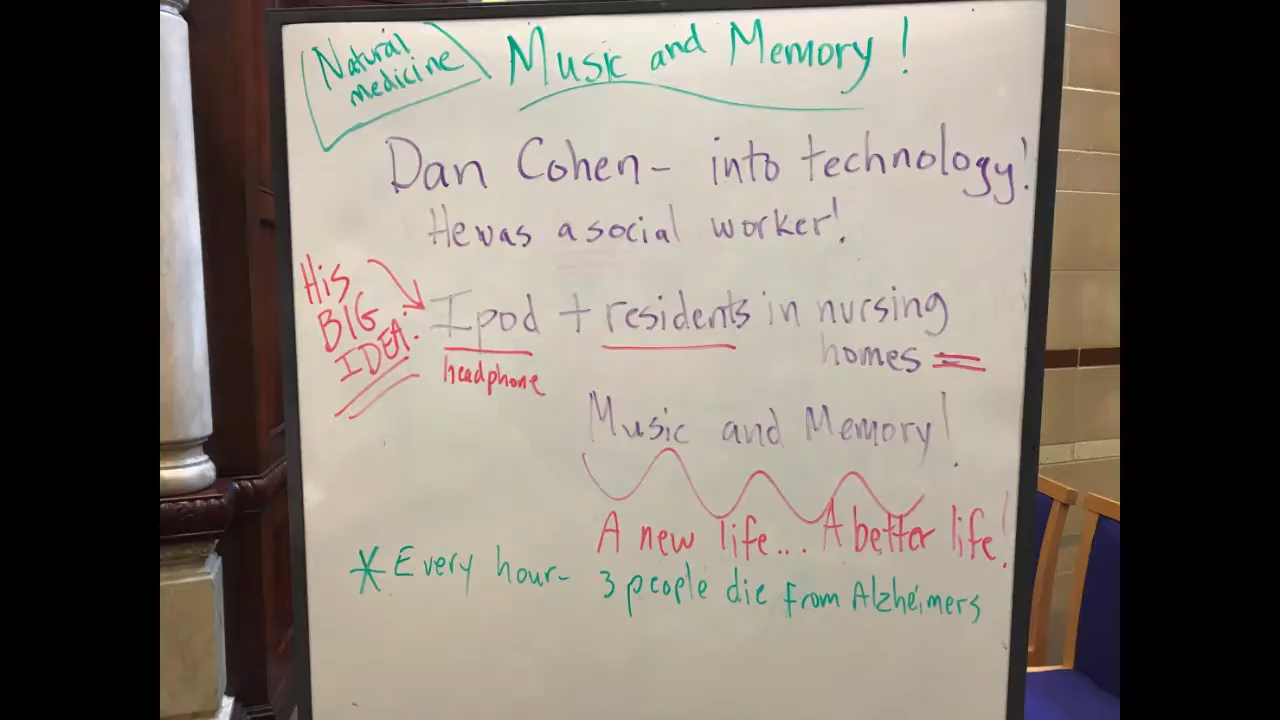 Natural
medicine
Music and Memory!
Dan Cohen - into technology!
He was a social worker!
His
BIG
IDEA.
Ipod + residents in nursing
homes =
headphone
Music and Memory!
A new life... A better life!
* Every hour - 3 people die from Alzheimers